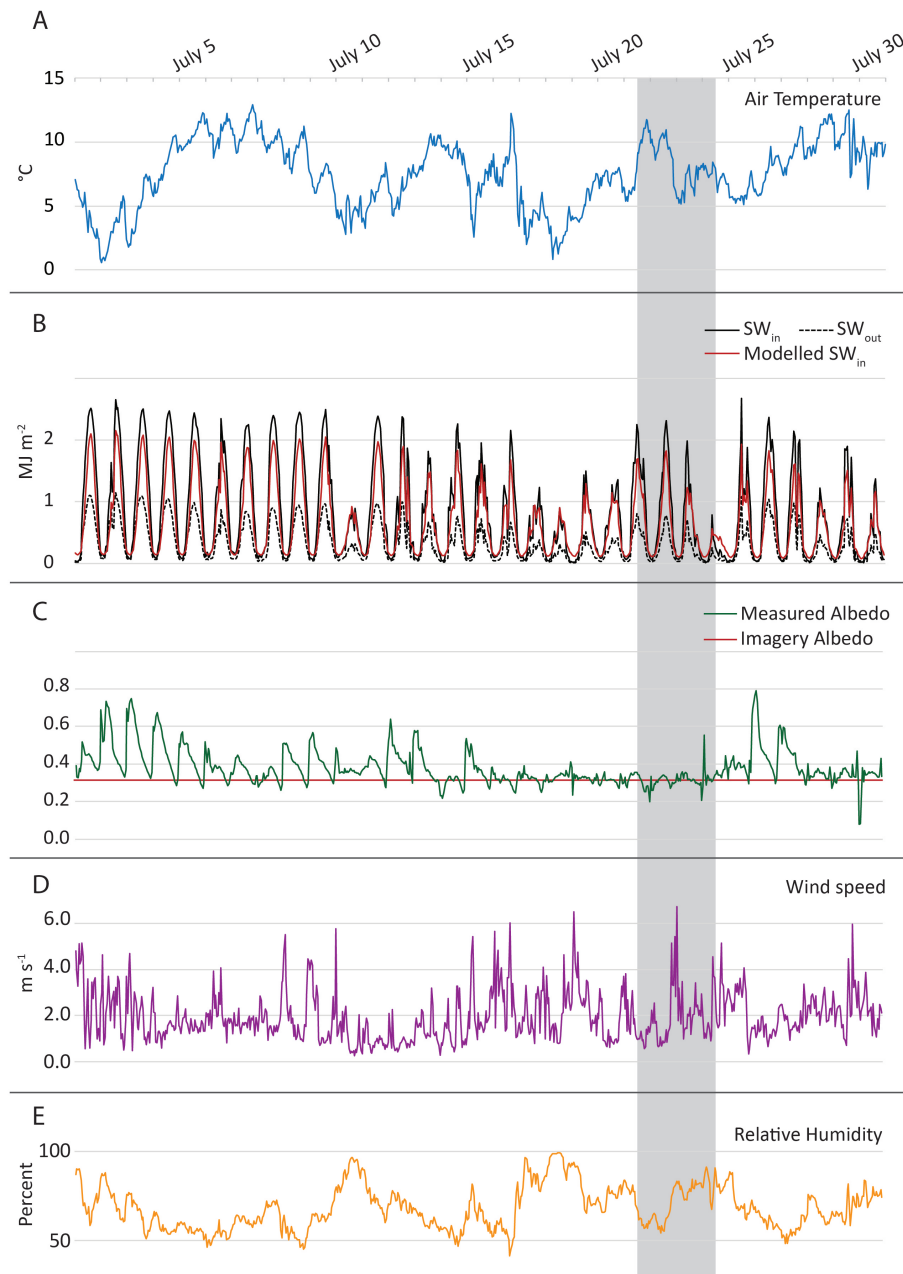 A
July 5
July 10
July 15
July 20
July 25
July 30
15
Air Temperature
10
°C
5
0
B
SWin
SWout
Modelled SWin
2
MJ m-2
1
0
C
Measured Albedo
Imagery Albedo
0.8
0.6
0.4
0.2
0.0
D
Wind speed
6.0
m s-1
4.0
2.0
0.0
E
Relative Humidity
100
Percent
50